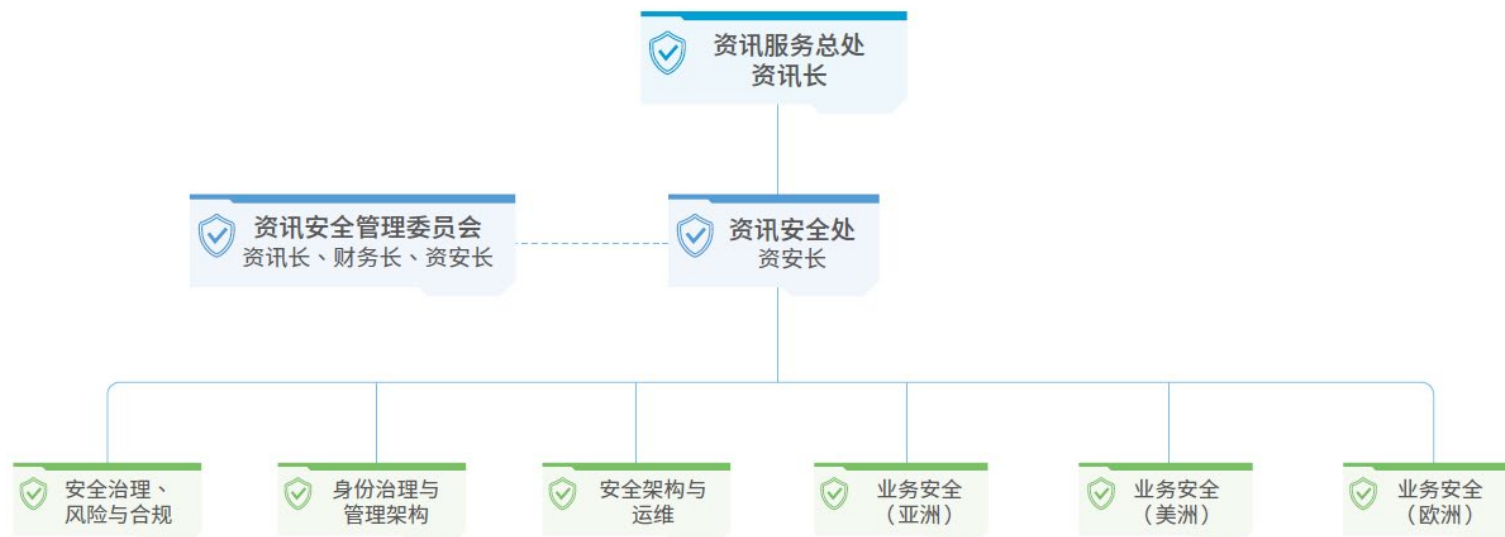 资讯服务总处
资讯长
资讯安全管理委员会
资讯长、财务长、资安长
资讯安全处
资安长
安全治理、
风险与合规
身份治理与
管理架构
安全架构与
运维
业务安全
（亚洲）
业务安全
（美洲）
业务安全
（欧洲）